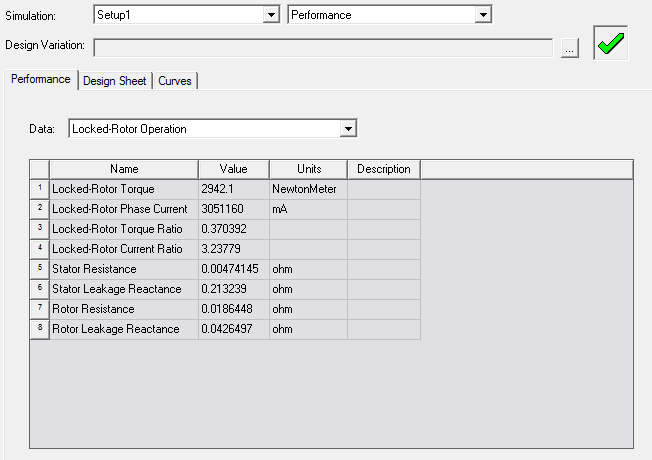 Simulation: Setup1 Performance
Design Variation: ...
Performance Design Sheet Curves
Data: Locked-Rotor Operation
Name Value Units Description
1 Locked-Rotor Torque 2942.1 NewtonMeter
2 Locked-Rotor Phase Current 3051160 mA
3 Locked-Rotor Torque Ratio 0.370392
4 Locked-Rotor Current Ratio 3.23779
5 Stator Resistance 0.00474145 ohm
6 Stator Leakage Reactance 0.213239 ohm
7 Rotor Resistance 0.0186448 ohm
8 Rotor Leakage Reactance 0.0426497 ohm